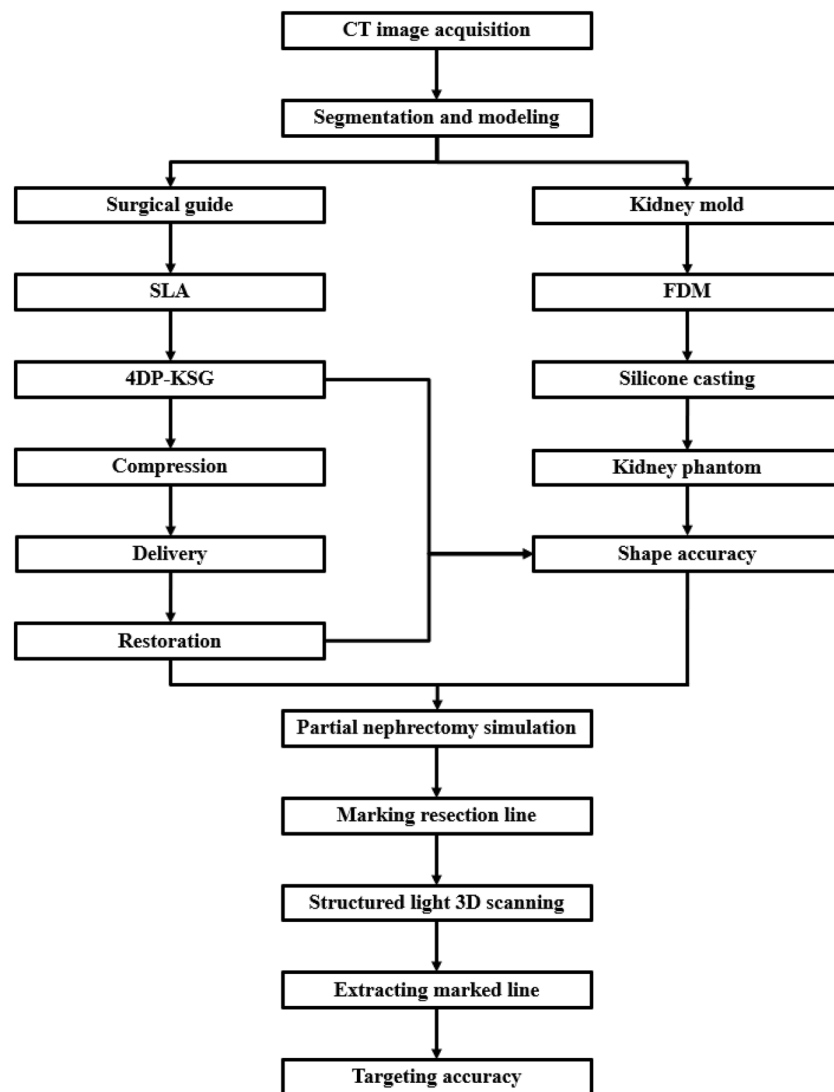 CT image acquisition
Segmentation and modeling
Surgical guide
Kidney mold
SLA
FDM
4DP-KSG
Silicone casting
Compression
Kidney phantom
Delivery
Shape accuracy
Restoration
Partial nephrectomy simulation
Marking resection line
Structured light 3D scanning
Extracting marked line
Targeting accuracy